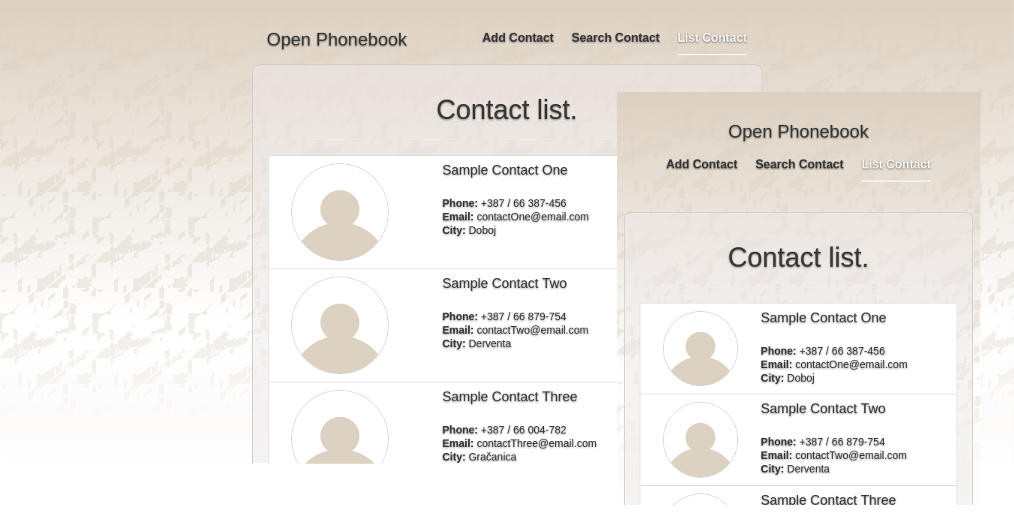 Open Phonebook
Add Contact Search Contact List Contact
Contact list.
Sample Contact One
Phone: +387 / 66 387-456
Email: contactOne@email.com
City: Doboj
Sample Contact Two
Phone: +387 / 66 879-754
Email: contactTwo@email.com
City: Derventa
Sample Contact Three
Phone: +387 / 66 004-782
Email: contactThree@email.com
City: Gračanica
Open Phonebook
Add Contact Search Contact List Contact
Contact list.
Sample Contact One
Phone: +387 / 66 387-456
Email: contactOne@email.com
City: Doboj
Sample Contact Two
Phone: +387 / 66 879-754
Email: contactTwo@email.com
City: Derventa
Sample Contact Three